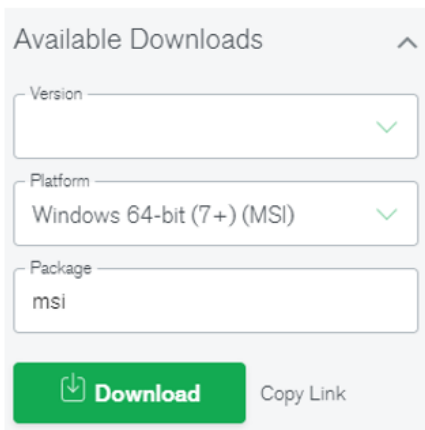 Available Downloads
Version
Platform
Windows 64-bit (7+) (MSI)
Package
msi
Download
Copy Link